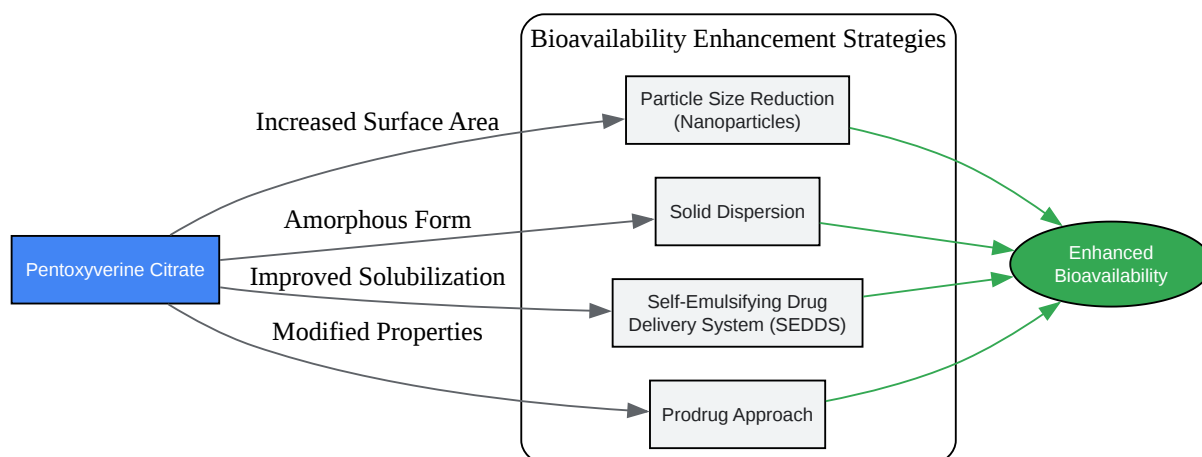 Bioavailability Enhancement Strategies
Particle Size Reduction
(Nanoparticles)
Increased Surface Area
Solid Dispersion
Amorphous Form
Pentoxyverine Citrate
Enhanced
Bioavailability
Improved Solubilization
Self-Emulsifying Drug
Delivery System (SEDDS)
Modified Properties
Prodrug Approach